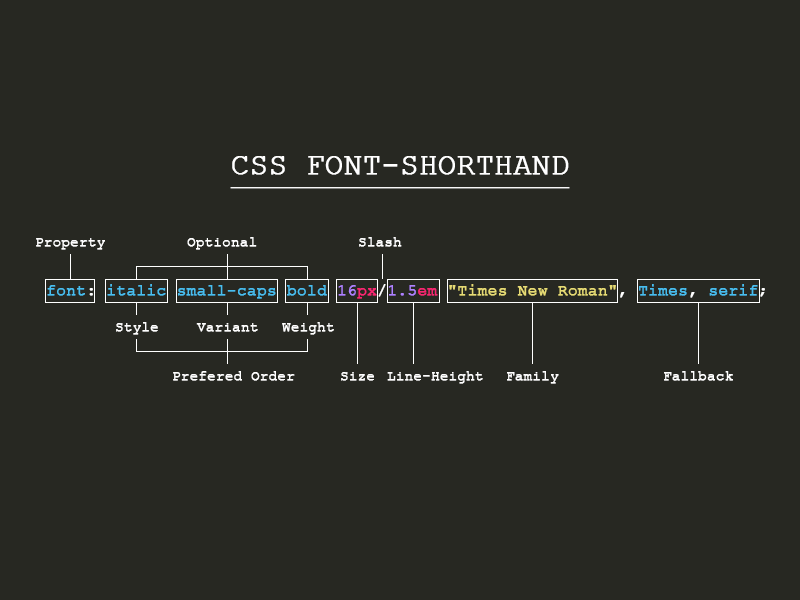 CSS FONT-SHORTHAND
Property Optional Slash
font: italic small-caps bold 16px/1.5em "Times New Roman", Times, serif;
Style Variant Weight
Prefered Order Size Line-Height Family Fallback